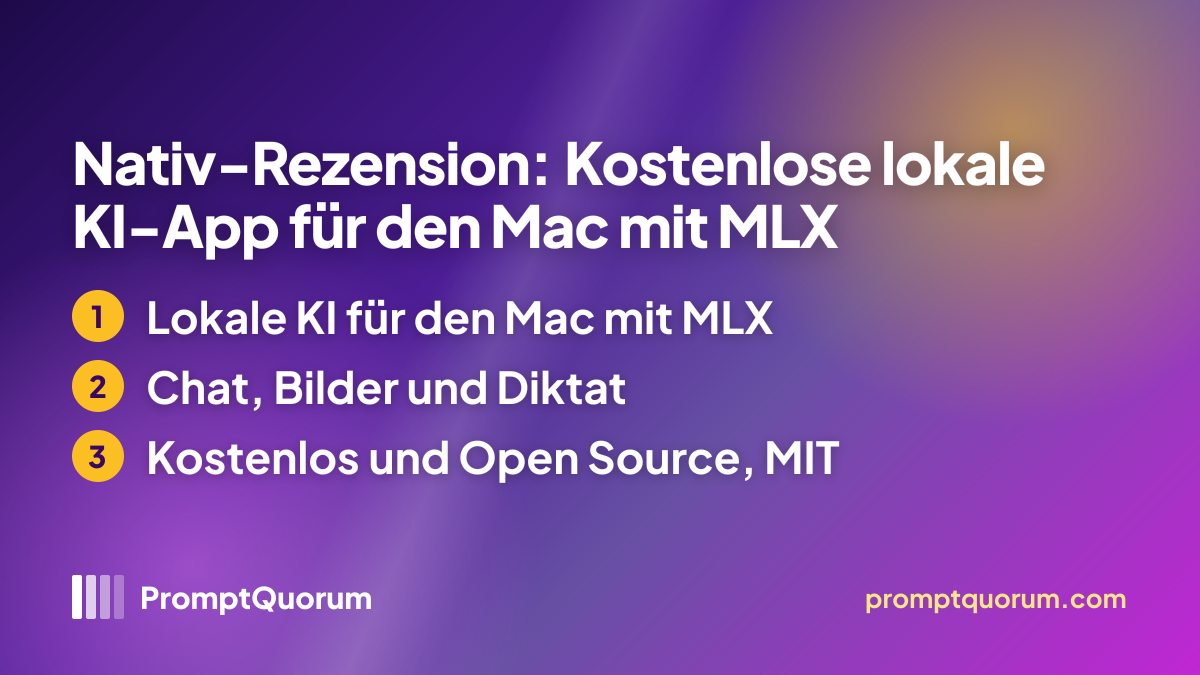 Nativ-Rezension: Kostenlose lokale
KI-App für den Mac mit MLX
1 Lokale KI für den Mac mit MLX
2 Chat, Bilder und Diktat
3 Kostenlos und Open Source, MIT
PromptQuorum
promptquorum.com